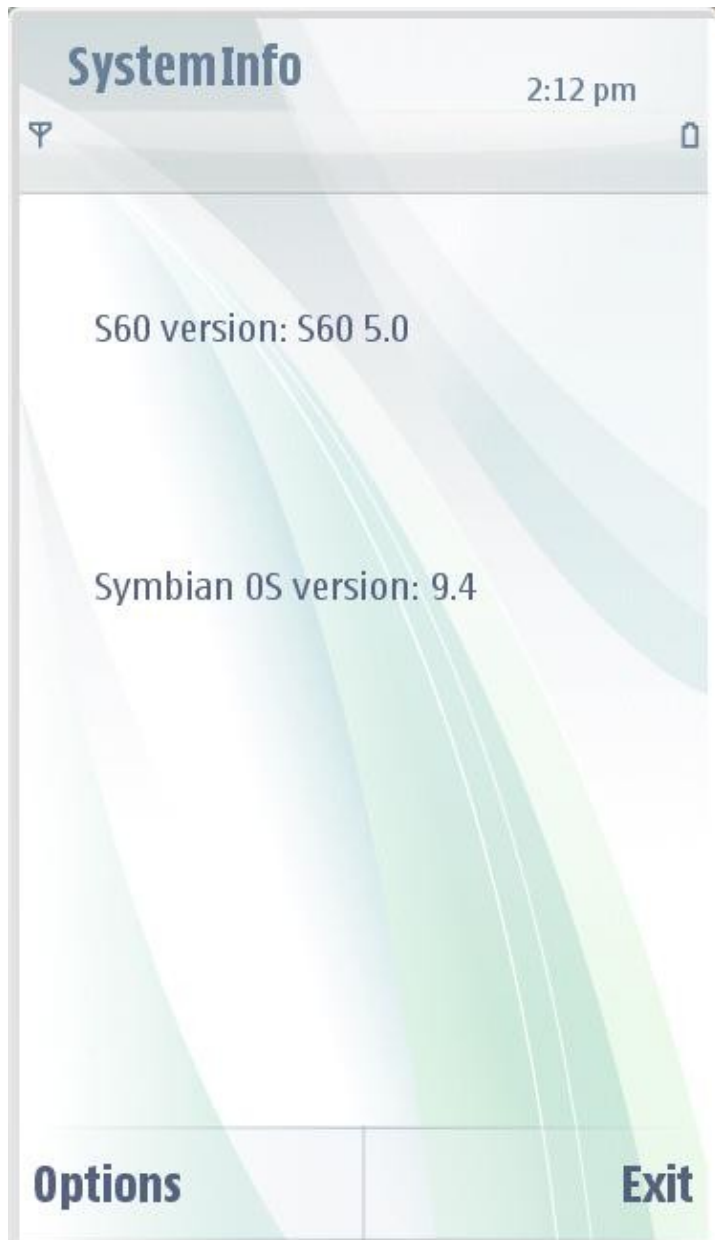 SystemInfo
2:12 pm
S60 version: S60 5.0
Symbian OS version: 9.4
Options
Exit